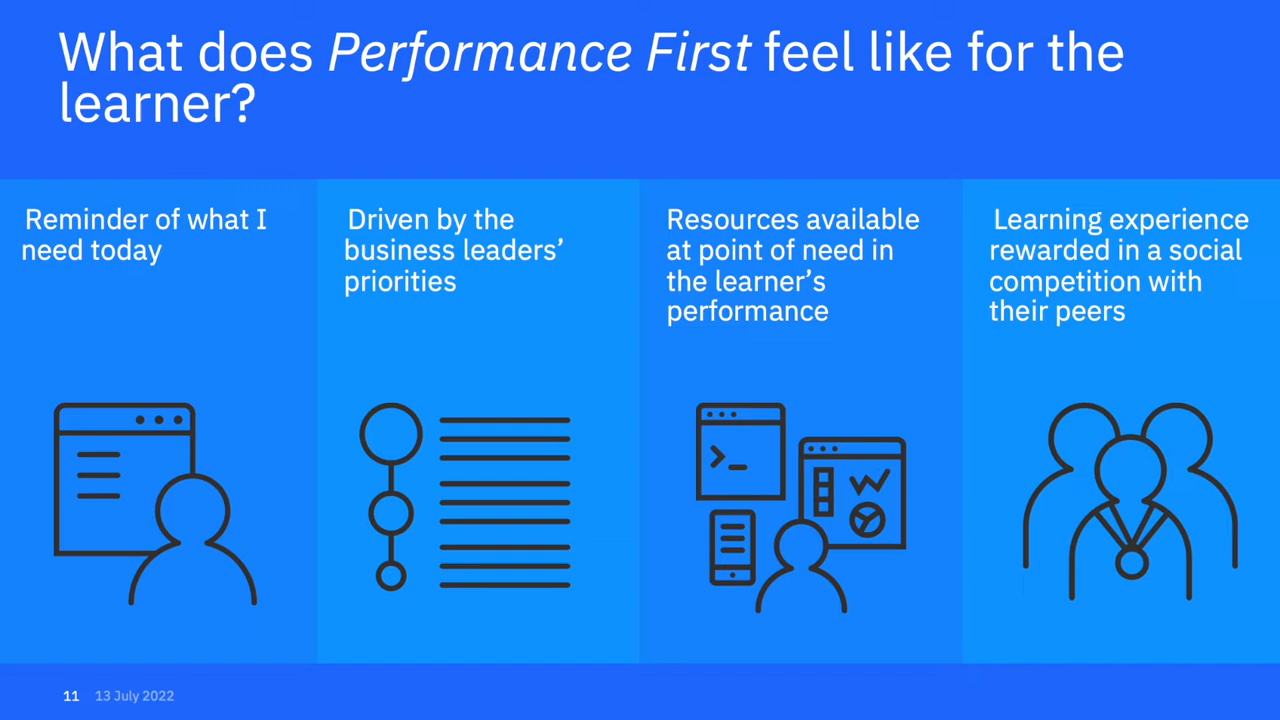 What does Performance First feel like for the
learner?
Reminder of what I
need today
Driven by the
business leaders’
priorities
Resources available
at point of need in
the learner’s
performance
Learning experience
rewarded in a social
competition with
their peers
11 13 July 2022